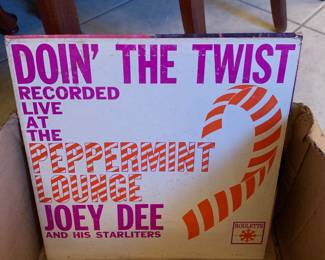 DOIN' THE TWIST
RECORDED
LIVE
AT
THE
PEPPERMINT
LOUNGE
JOEY DEE
AND HIS STARLITERS
ROULETTE